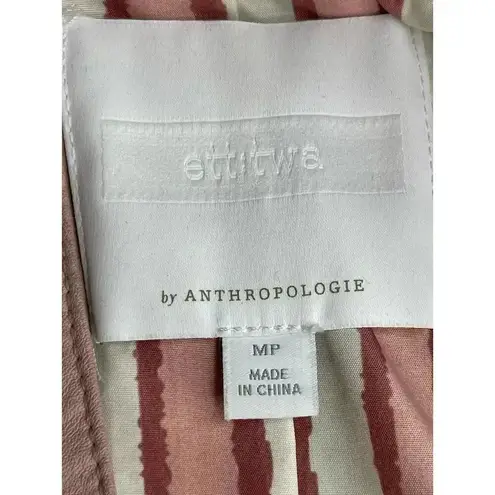 ettitwa
by ANTHROPOLOGIE
MP
MADE
IN CHINA